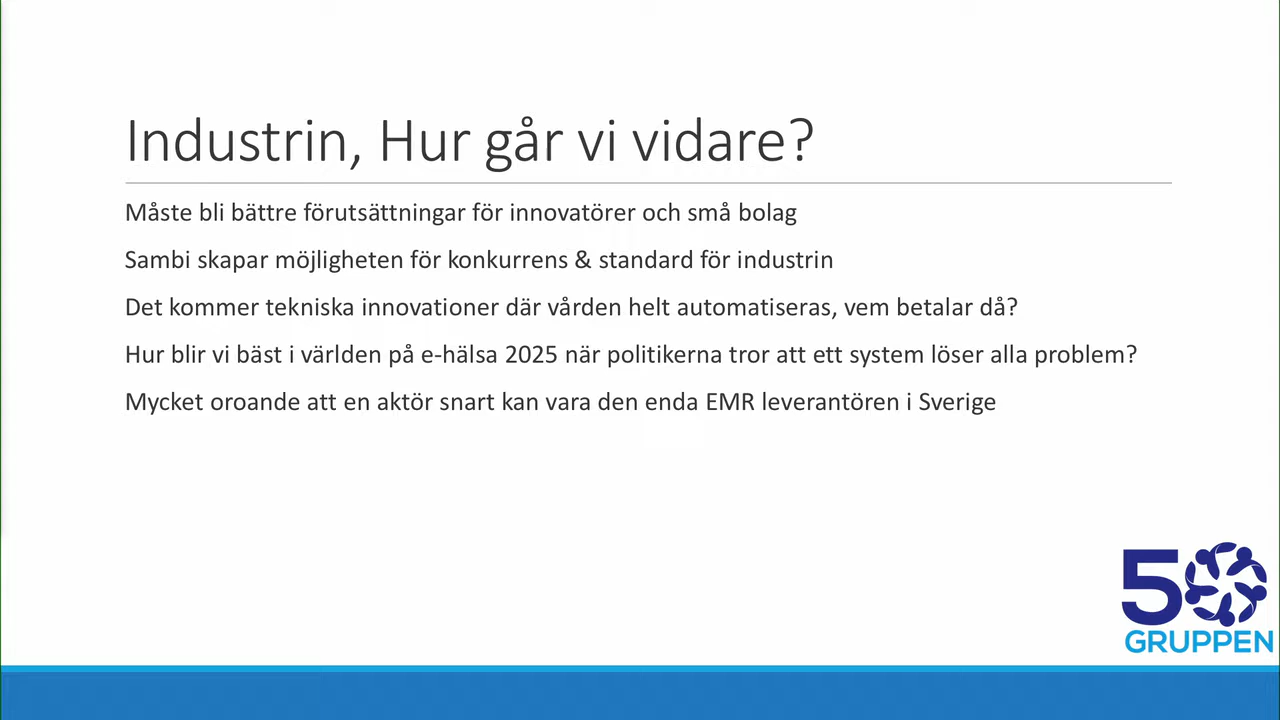 Industrin, Hur går vi vidare?
Måste bli bättre förutsättningar för innovatörer och små bolag
Sambi skapar möjligheten för konkurrens & standard för industrin
Det kommer tekniska innovationer där vården helt automatiseras, vem betalar då?
Hur blir vi bäst i världen på e-hälsa 2025 när politikerna tror att ett system löser alla problem?
Mycket oroande att en aktör snart kan vara den enda EMR leverantören i Sverige
50
GRUPPEN